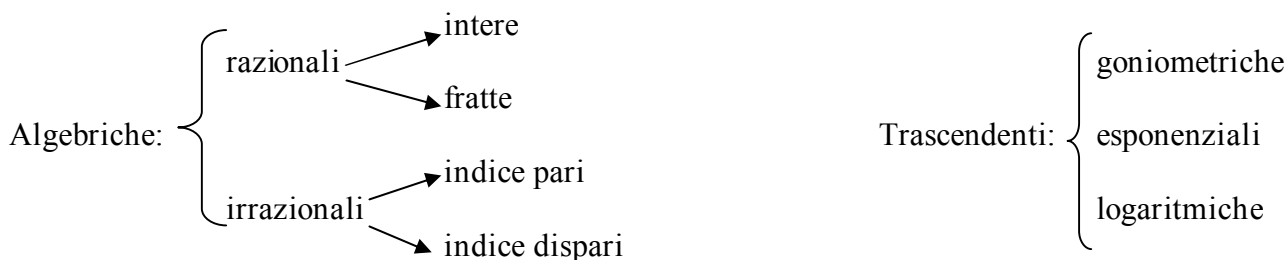 Algebriche:
razionali
intere
fratte
irrazionali
indice pari
indice dispari
Trascendenti:
goniometriche
esponenziali
logaritmiche